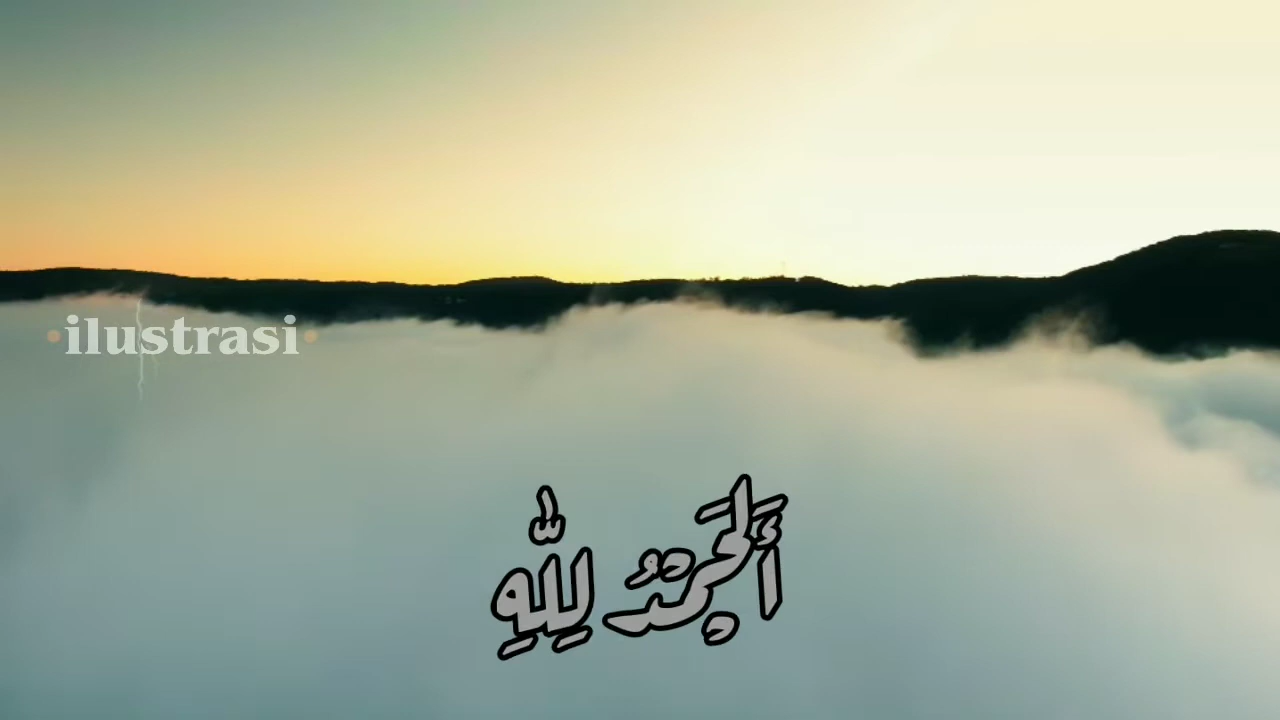 • ilustrasi •
أَلْحَمْدُ لِلّٰهِ